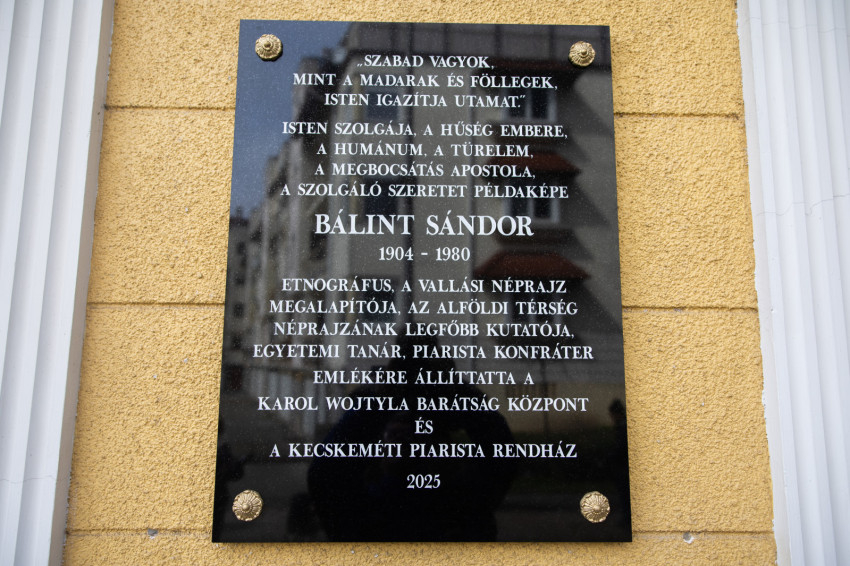 „SZABAD VAGYOK,
MINT A MADARAK ÉS FÖLLEGEK,
ISTEN IGAZÍTJA UTAMAT.”
ISTEN SZOLGÁJA, A HŰSÉG EMBERE,
A HUMÁNUM, A TÜRELEM,
A MEGBOCSÁTÁS APOSTOLA,
A SZOLGÁLÓ SZERETET PÉLDAKÉPE
BÁLINT SÁNDOR
1904 - 1980
ETNOGRÁFUS, A VALLÁSI NÉPRAJZ
MEGALAPÍTÓJA, AZ ALFÖLDI TÉRSÉG
NÉPRAJZÁNAK LEGFŐBB KUTATÓJA,
EGYETEMI TANÁR, PIARISTA KONFRÁTER
EMLÉKÉRE ÁLLÍTTATTA A
KAROL WOJTYLA BARÁTSÁG KÖZPONT
ÉS
A KECSKEMÉTI PIARISTA RENDHÁZ
2025